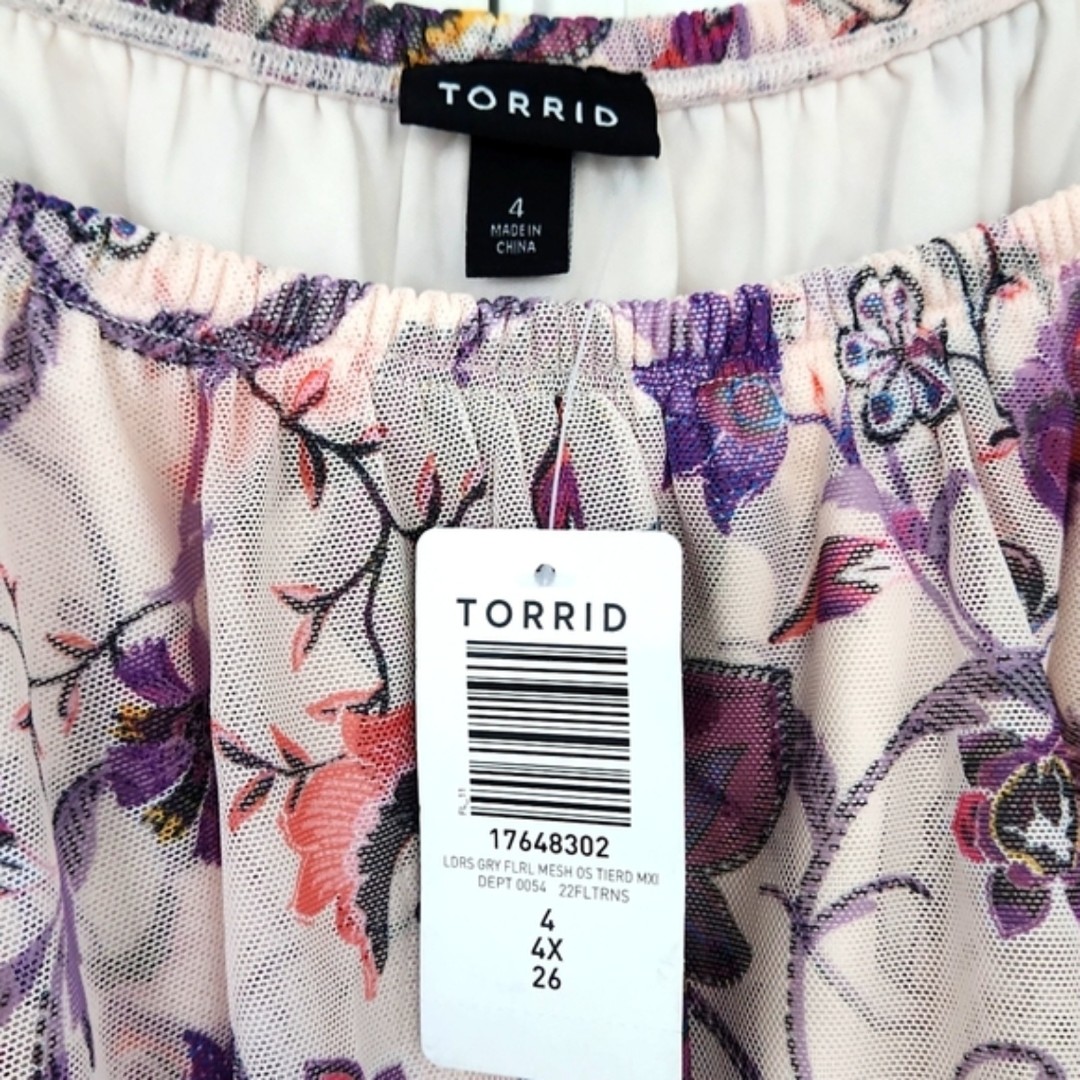 TORRID
4
MADE IN
CHINA
TORRID
FL_11
17648302
LDRS GRY FLRL MESH OS TIERD MXI
DEPT 0054 22FLTRNS
4
4X
26